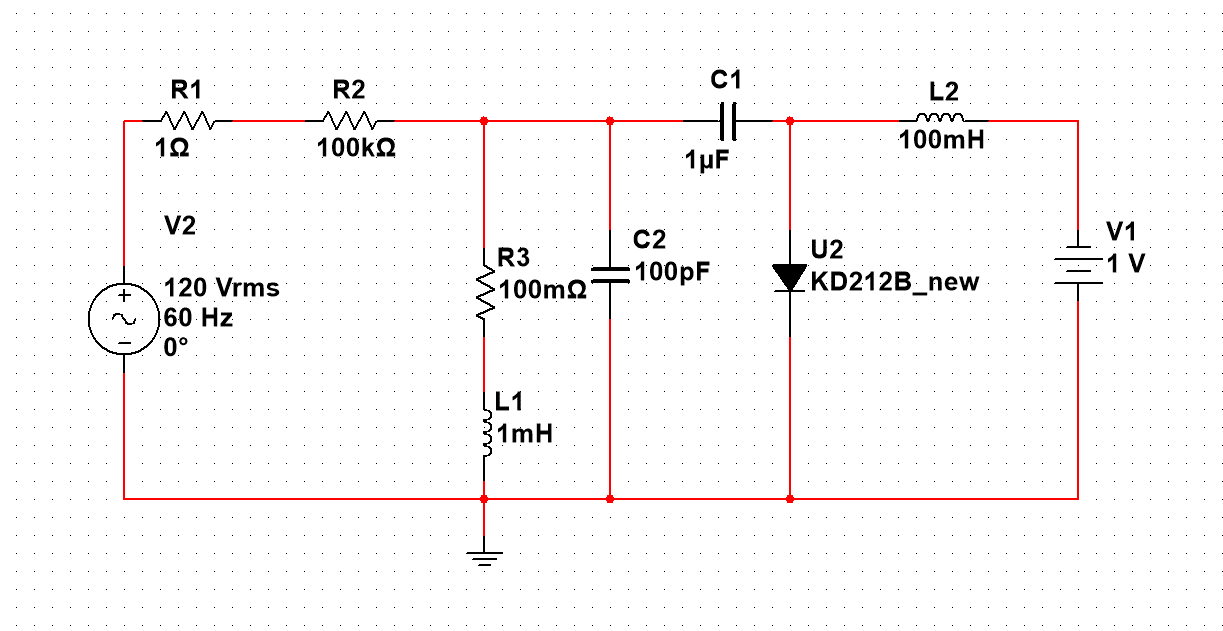 R1
1Ω
R2
100kΩ
C1
1µF
L2
100mH
V2
120 Vrms
60 Hz
0°
R3
100mΩ
C2
100pF
U2
KD212B_new
V1
1 V
L1
1mH